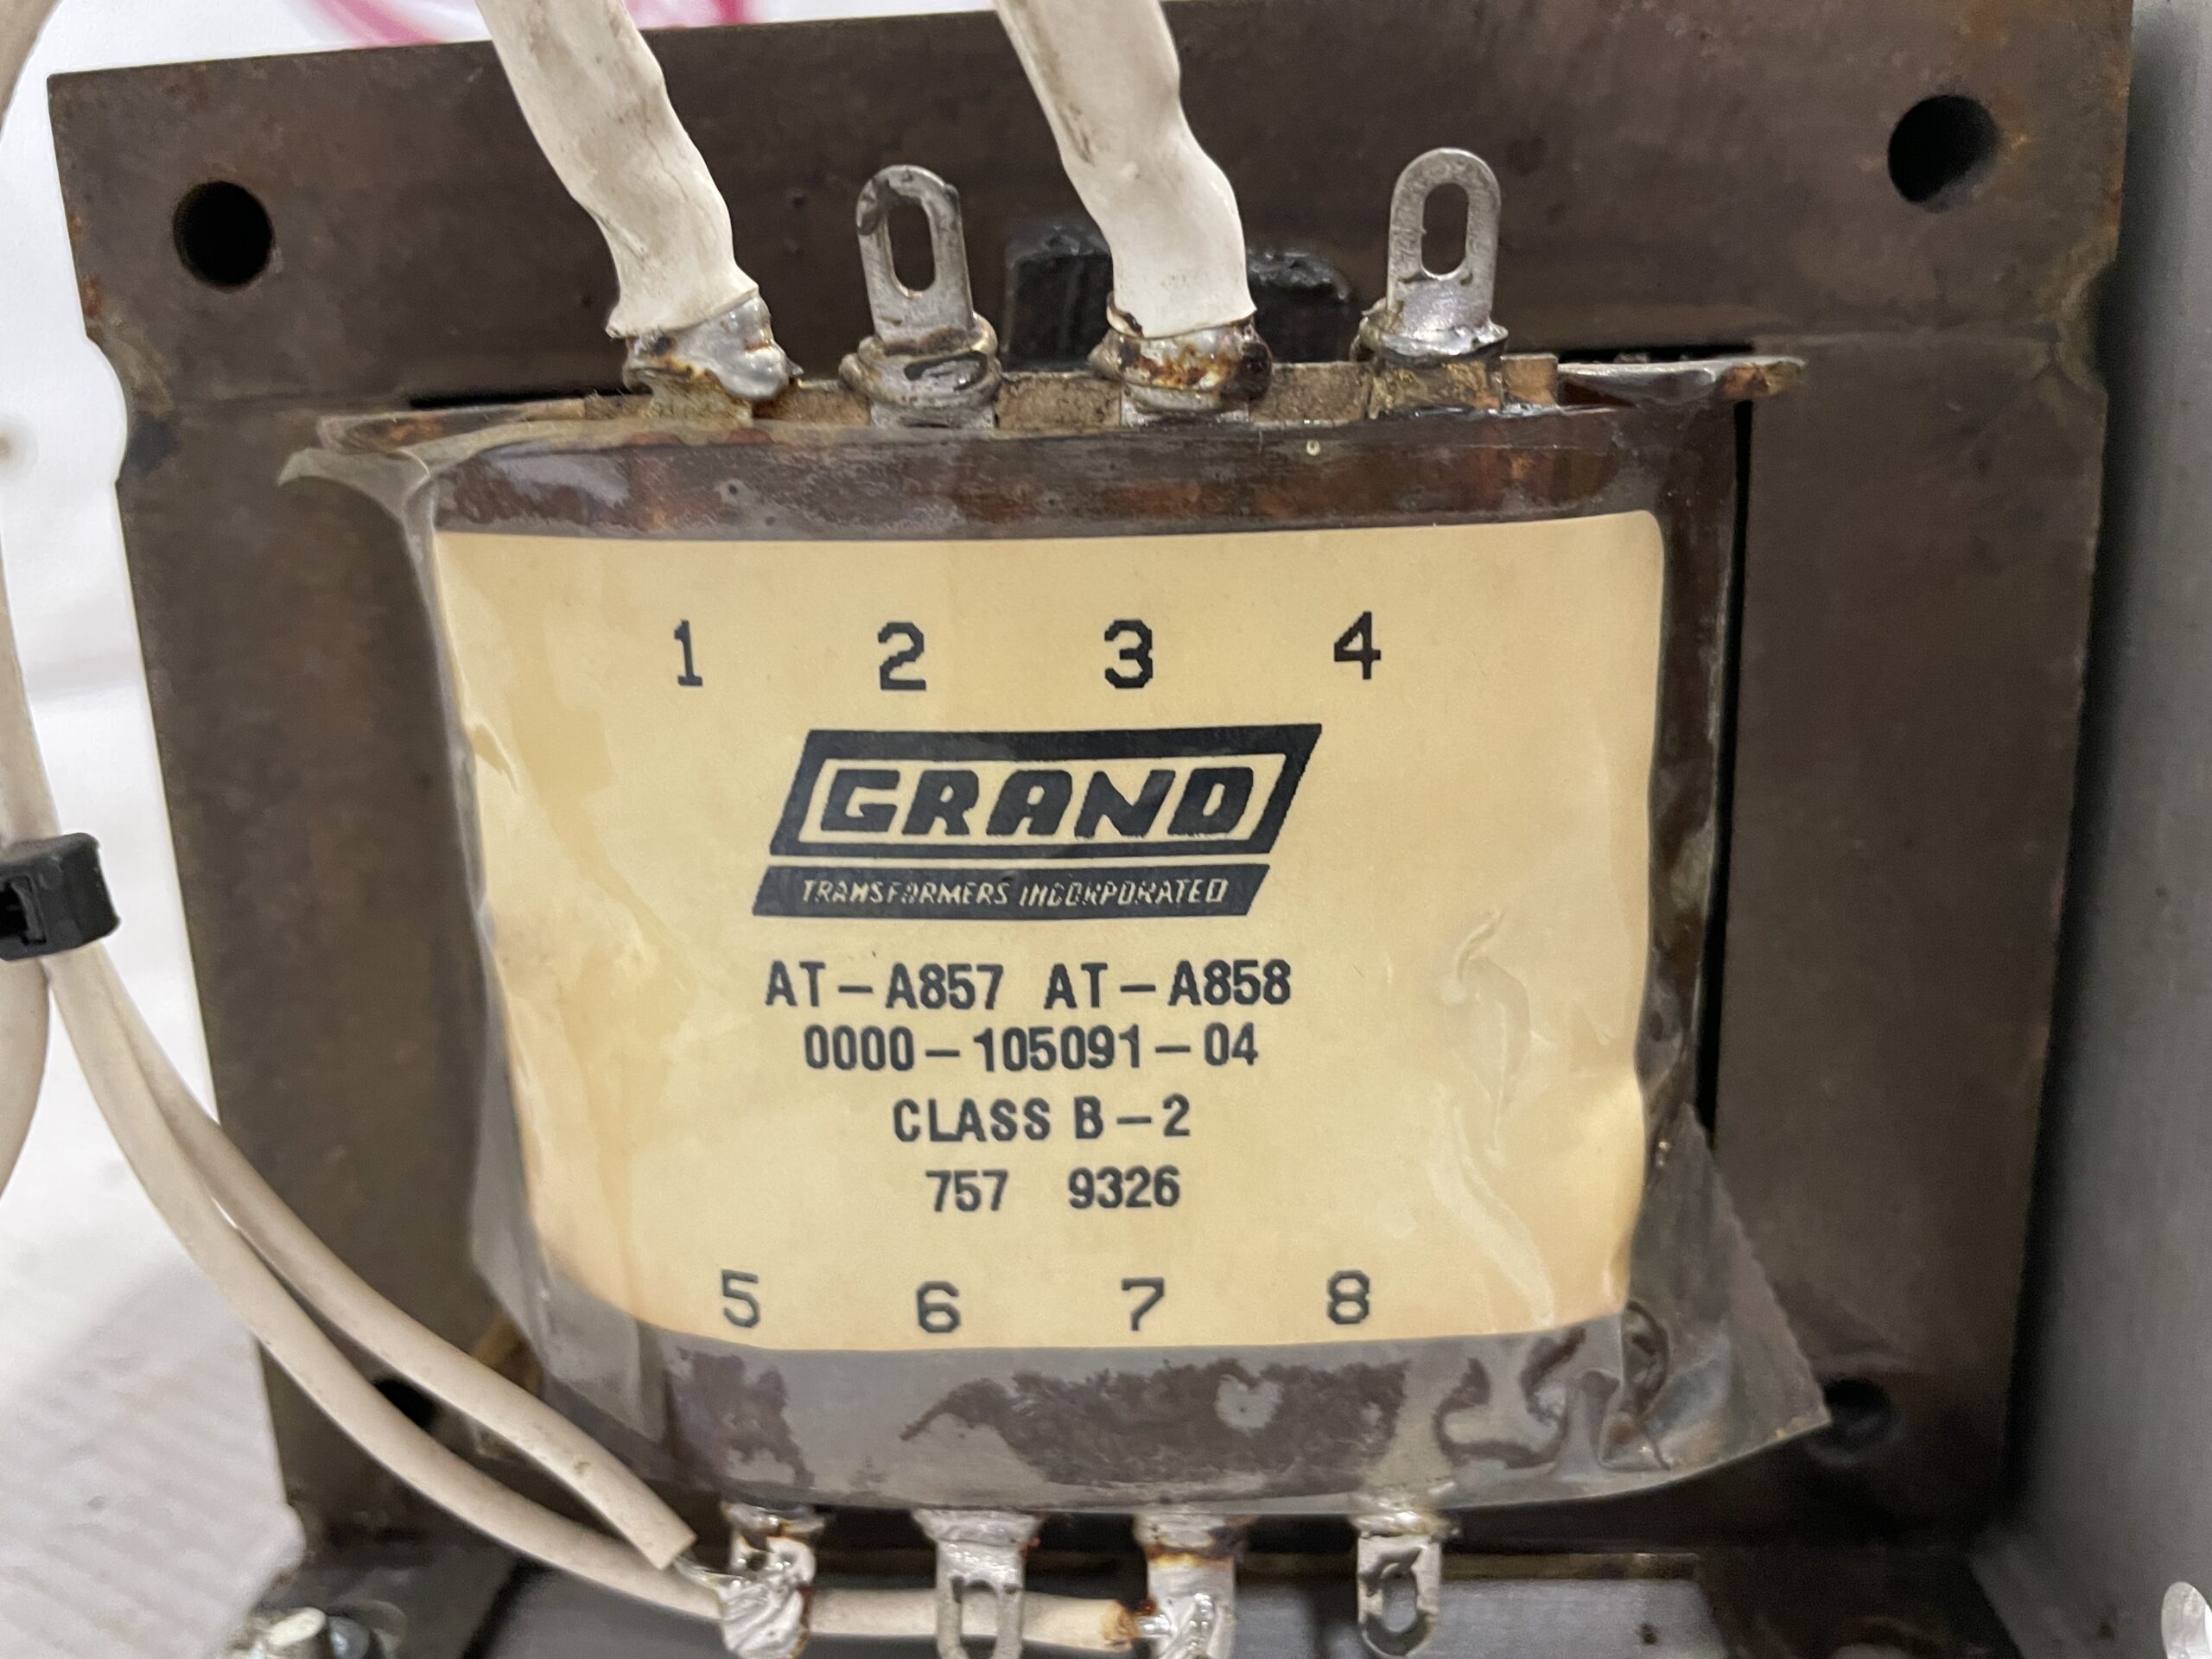 1 2 3 4
GRAND
TRANSFORMERS INCORPORATED
AT-A857 AT-A858
0000-105091-04
CLASS B-2
757 9326
5 6 7 8